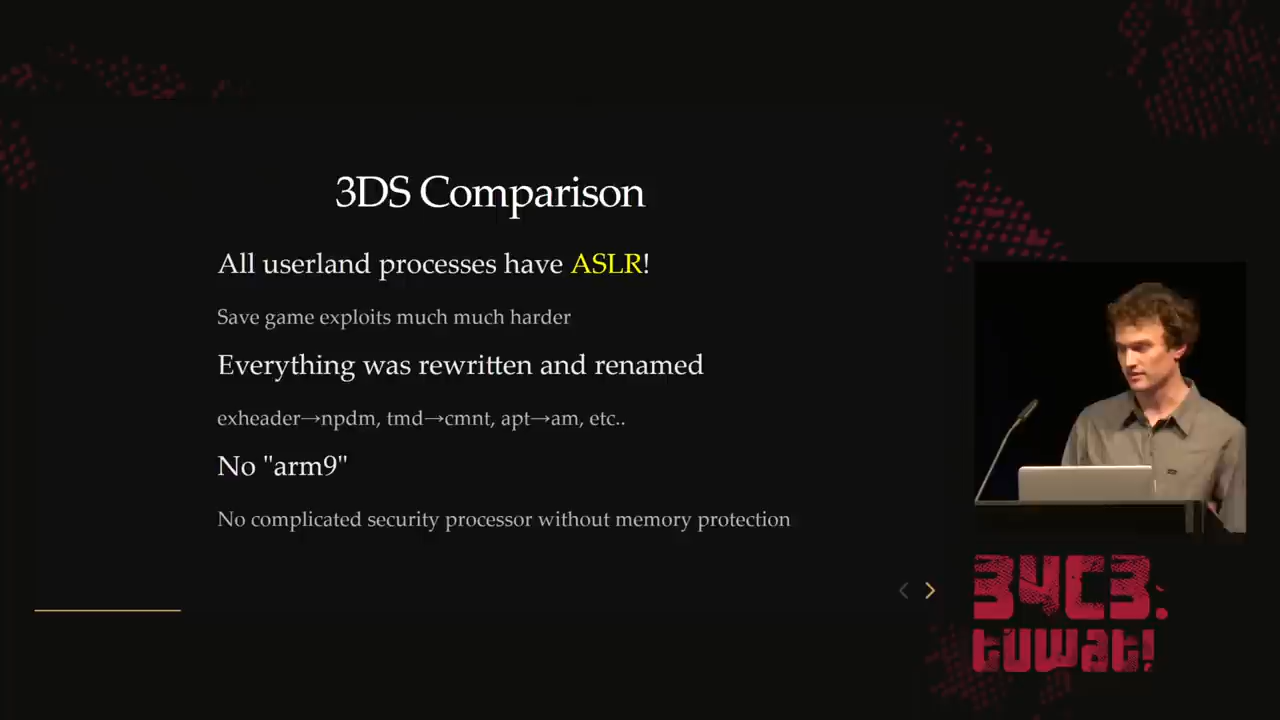 3DS Comparison
All userland processes have ASLR!
Save game exploits much much harder
Everything was rewritten and renamed
exheader→npdm, tmd→cmnt, apt→am, etc..
No "arm9"
No complicated security processor without memory protection
34C3.
tuwat!